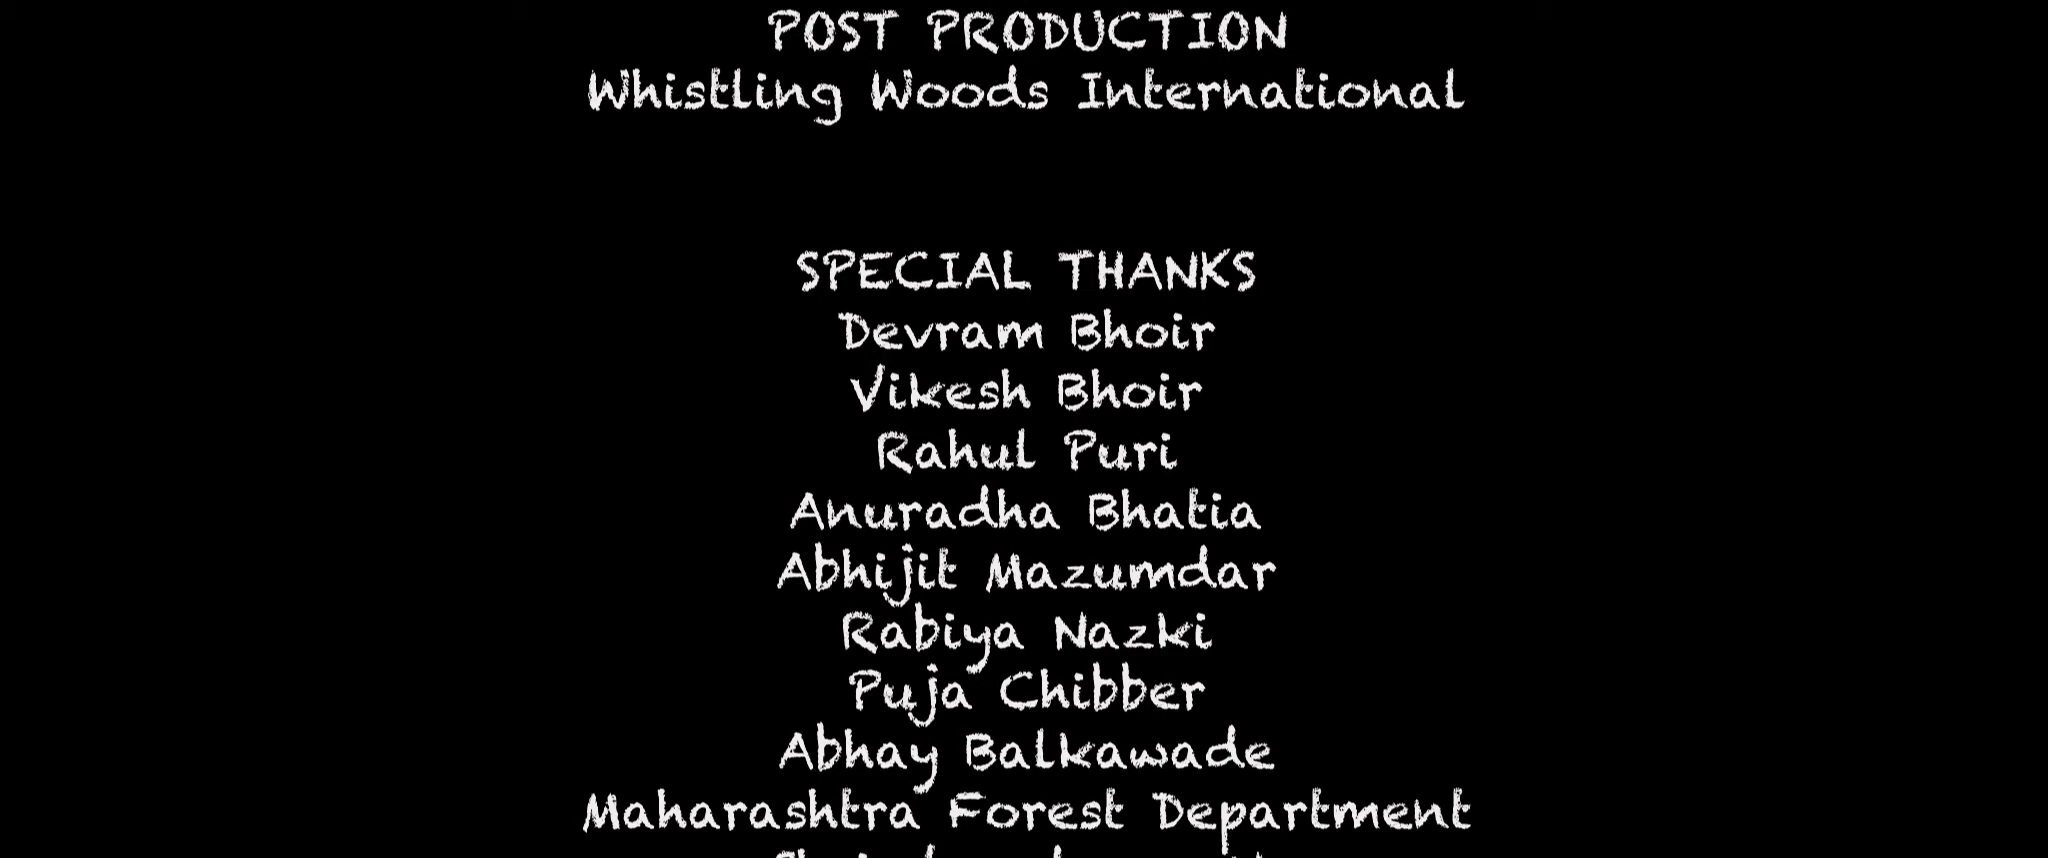 POST PRODUCTION
Whistling Woods International
SPECIAL THANKS
Devram Bhoir
Vikesh Bhoir
Rahul Puri
Anuradha Bhatia
Abhijit Mazumdar
Rabiya Nazki
Puja Chibber
Abhay Balkawade
Maharashtra Forest Department